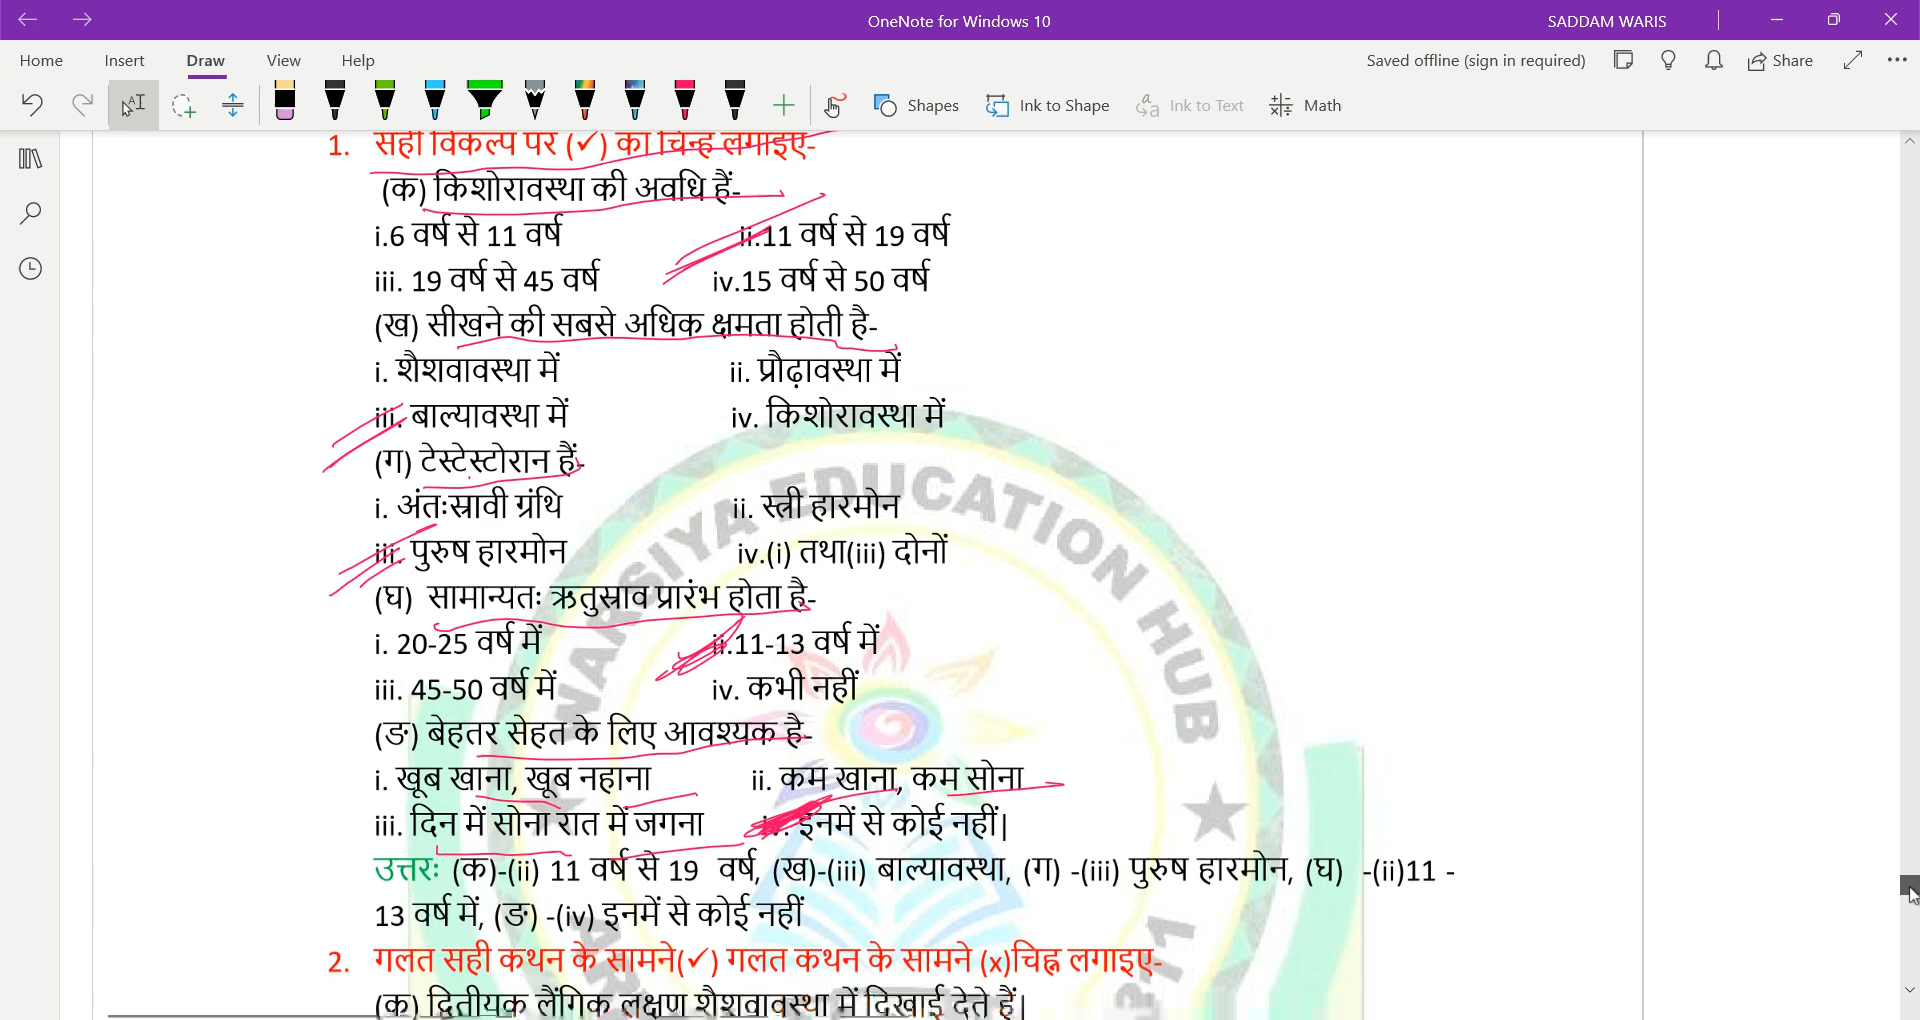 OneNote for Windows 10
SADDAM WARIS
Home Insert Draw View Help
Saved offline (sign in required)
Share
Shapes
Ink to Shape
Ink to Text
Math
1. सही विकल्प पर (✓) का चिन्ह लगाइए-
(क) किशोरावस्था की अवधि हैं-
i.6 वर्ष से 11 वर्ष ii.11 वर्ष से 19 वर्ष
iii. 19 वर्ष से 45 वर्ष iv.15 वर्ष से 50 वर्ष
(ख) सीखने की सबसे अधिक क्षमता होती है-
i. शैशवावस्था में ii. प्रौढ़ावस्था में
iii. बाल्यावस्था में iv. किशोरावस्था में
(ग) टेस्टेस्टोरान हैं-
i. अंतःस्रावी ग्रंथि ii. स्त्री हारमोन
iii. पुरुष हारमोन iv.(i) तथा(iii) दोनों
(घ) सामान्यतः ऋतुस्राव प्रारंभ होता है-
i. 20-25 वर्ष में ii.11-13 वर्ष में
iii. 45-50 वर्ष में iv. कभी नहीं
(ङ) बेहतर सेहत के लिए आवश्यक है-
i. खूब खाना, खूब नहाना ii. कम खाना, कम सोना
iii. दिन में सोना रात में जगना iv. इनमें से कोई नहीं|
उत्तरः (क)-(ii) 11 वर्ष से 19 वर्ष, (ख)-(iii) बाल्यावस्था, (ग) -(iii) पुरुष हारमोन, (घ) -(ii)11 -
13 वर्ष में, (ङ) -(iv) इनमें से कोई नहीं
2. गलत सही कथन के सामने(✓) गलत कथन के सामने (x)चिह्न लगाइए-
(क) द्वितीयक लैंगिक लक्षण शैशवावस्था में दिखाई देते हैं|
WARSIYA EDUCATION HUB